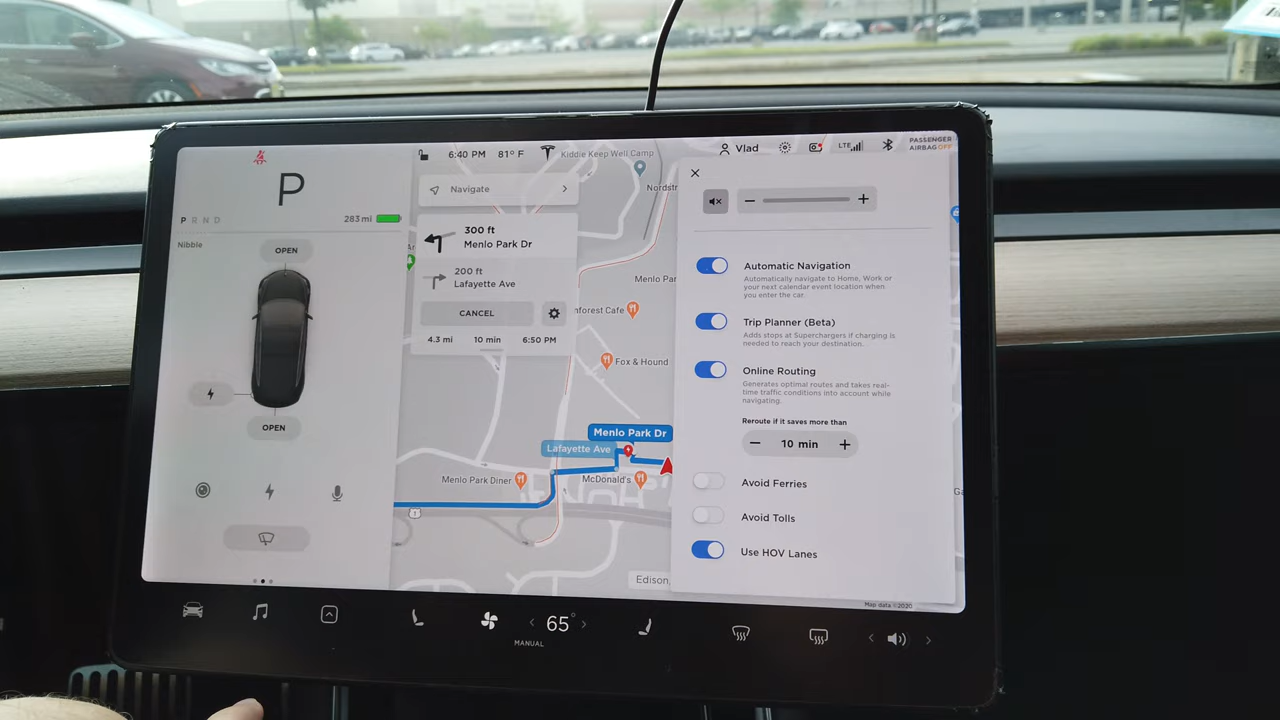 P
P R N D
283 mi
Nibble
OPEN
OPEN
6:40 PM 81° F
Kiddie Keep Well Camp
Vlad
LTE
PASSENGER
AIRBAG OFF
Navigate
Nordstr
300 ft
Menlo Park Dr
200 ft
Lafayette Ave
CANCEL
4.3 mi 10 min 6:50 PM
Menlo Par
nforest Cafe
Fox & Hound
Menlo Park Dr
Lafayette Ave
Menlo Park Diner
McDonald's
1
Edison,
Automatic Navigation
Automatically navigate to Home, Work or
your next calendar event location when
you enter the car.
Trip Planner (Beta)
Adds stops at Superchargers if charging is
needed to reach your destination.
Online Routing
Generates optimal routes and takes real-
time traffic conditions into account while
navigating.
Reroute if it saves more than
10 min
Avoid Ferries
Avoid Tolls
Use HOV Lanes
Map data ©2020
65°
MANUAL